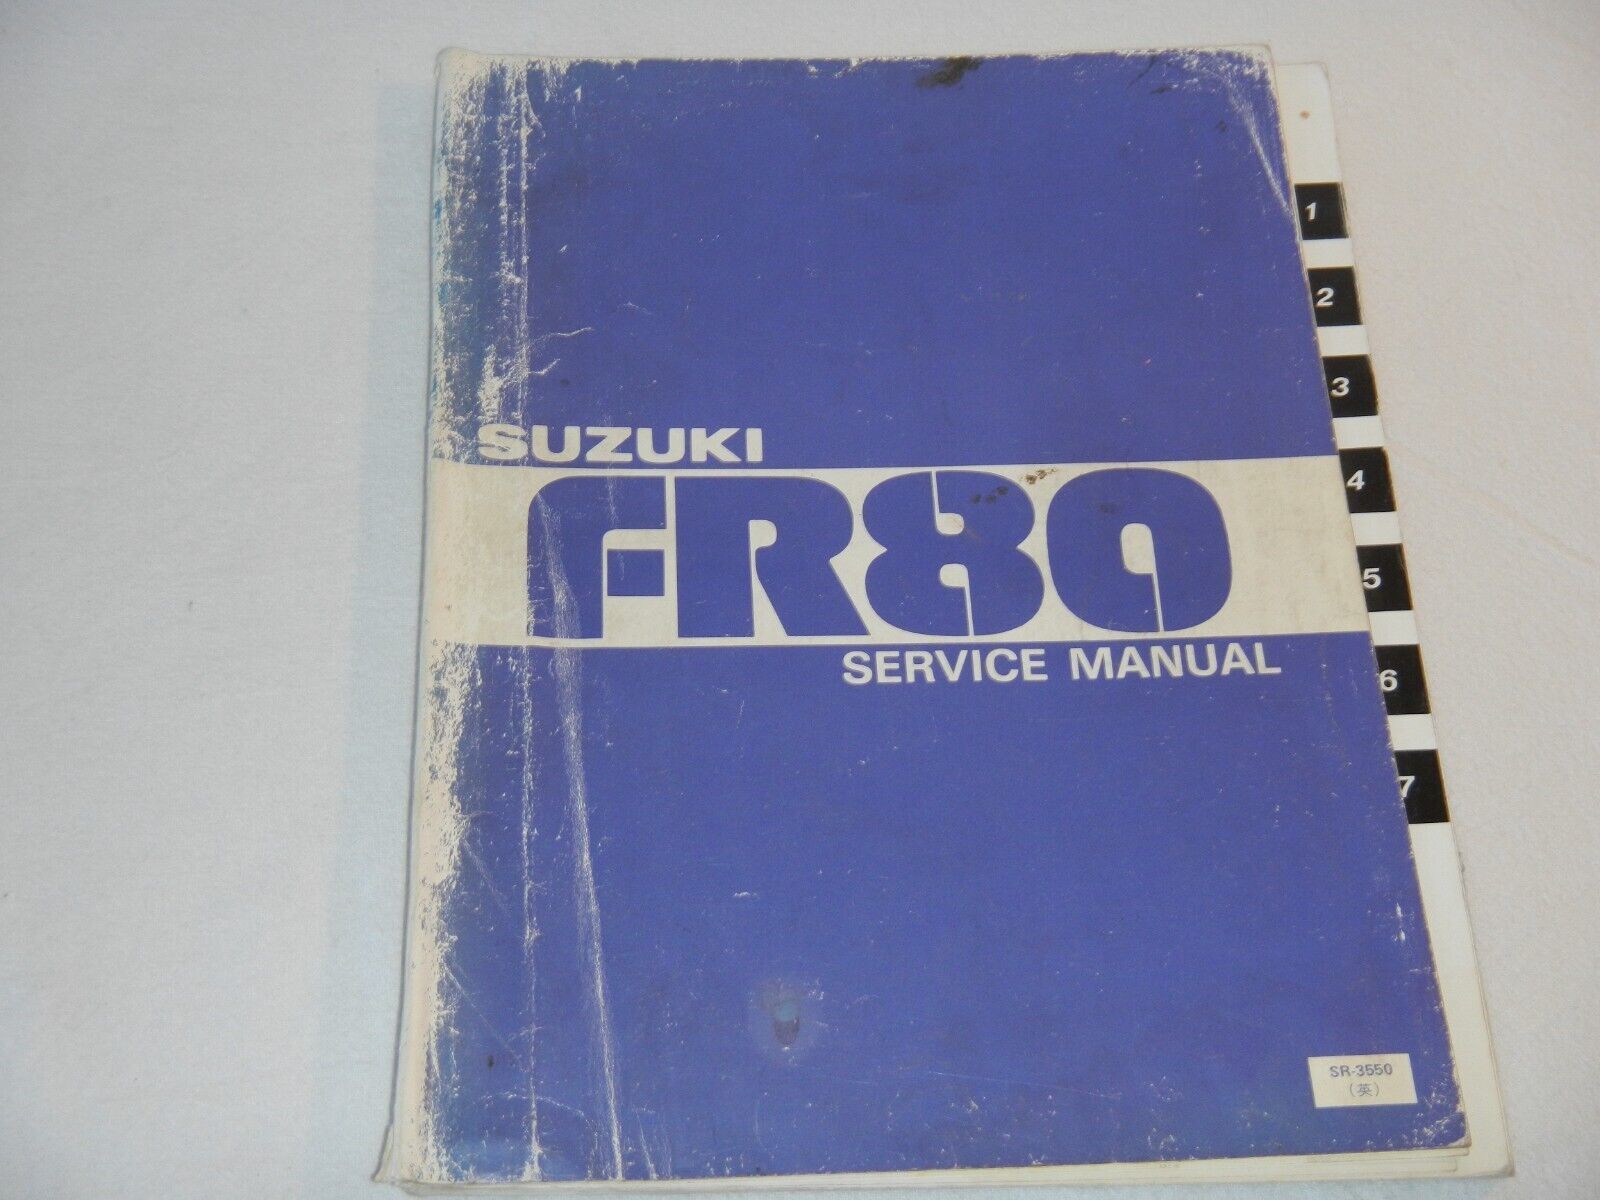 SUZUKI
FR80
SERVICE MANUAL
1
2
3
4
5
6
7
SR-3550
(英)